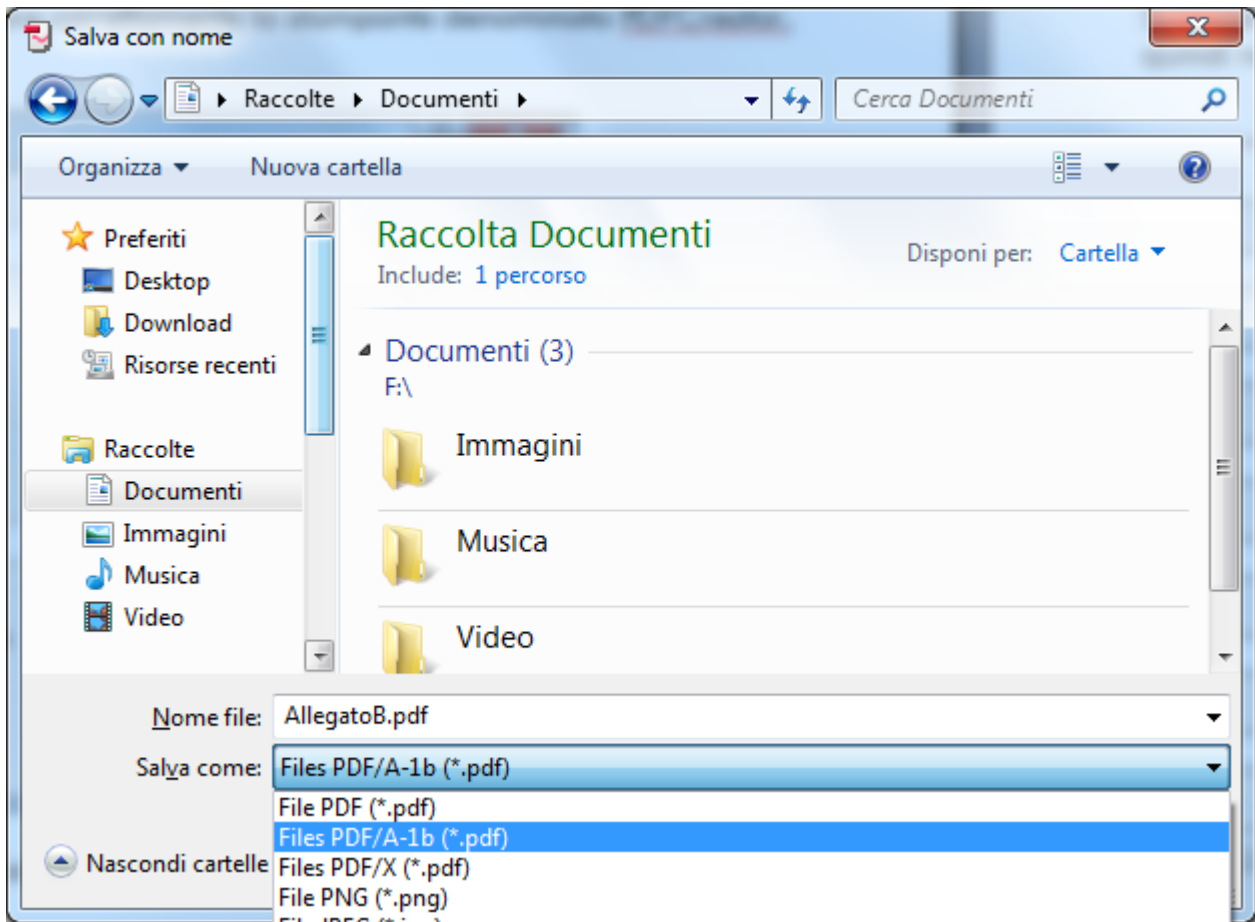 Salva con nome
Raccolte Documenti
Cerca Documenti
Organizza Nuova cartella
Preferiti
Desktop
Download
Risorse recenti
Raccolte
Documenti
Immagini
Musica
Video
Raccolta Documenti
Include: 1 percorso
Disponi per: Cartella
Documenti (3)
F:\
Immagini
Musica
Video
Nome file: AllegatoB.pdf
Salva come: Files PDF/A-1b (*.pdf)
File PDF (*.pdf)
Files PDF/A-1b (*.pdf)
Files PDF/X (*.pdf)
File PNG (*.png)
Nascondi cartelle